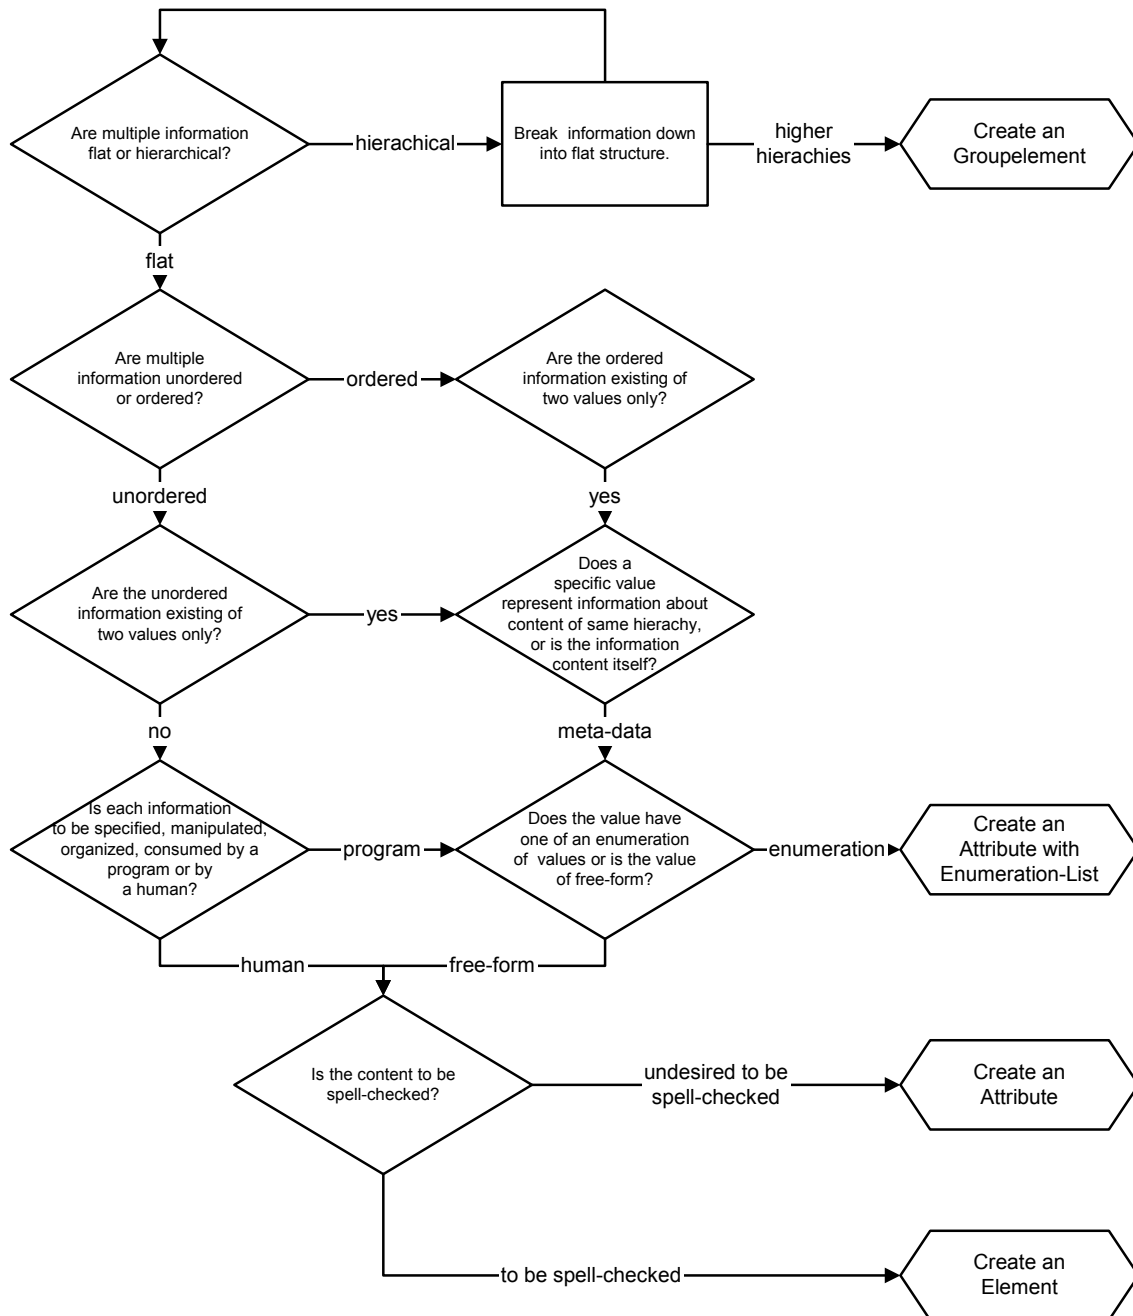 Are multiple information
flat or hierarchical?
hierachical
Break information down
into flat structure.
higher
hierachies
Create an
Groupelement
flat
Are multiple
information unordered
or ordered?
ordered
Are the ordered
information existing of
two values only?
unordered
yes
Are the unordered
information existing of
two values only?
yes
Does a
specific value
represent information about
content of same hierachy,
or is the information
content itself?
no
meta-data
Is each information
to be specified, manipulated,
organized, consumed by a
program or by
a human?
program
Does the value have
one of an enumeration
of values or is the value
of free-form?
enumeration
Create an
Attribute with
Enumeration-List
human
free-form
Is the content to be
spell-checked?
undesired to be
spell-checked
Create an
Attribute
to be spell-checked
Create an
Element